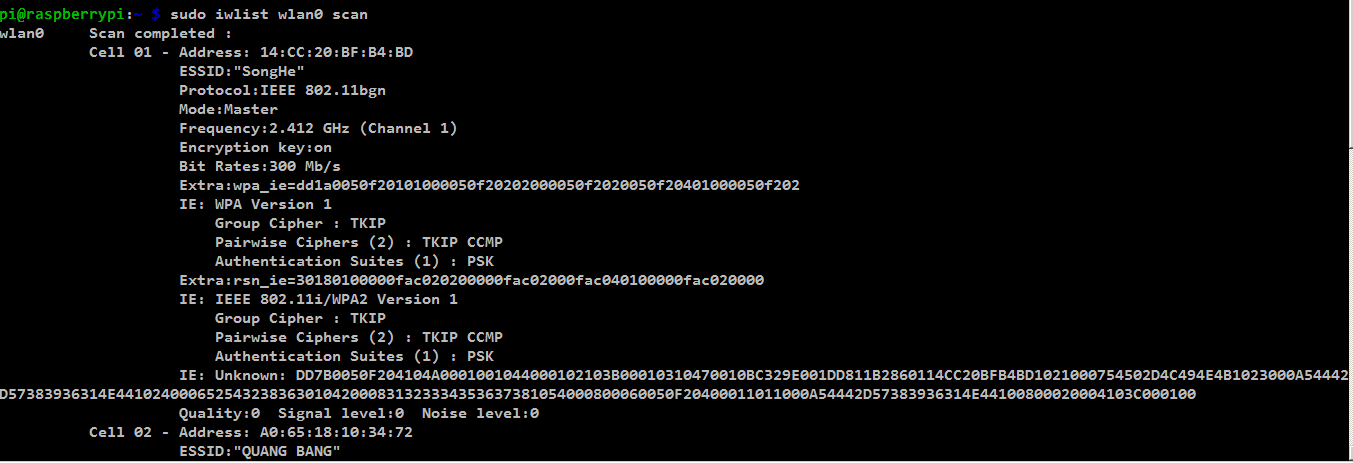 pi@raspberrypi:~ $ sudo iwlist wlan0 scan
wlan0     Scan completed :
          Cell 01 - Address: 14:CC:20:BF:B4:BD
                    ESSID:"SongHe"
                    Protocol:IEEE 802.11bgn
                    Mode:Master
                    Frequency:2.412 GHz (Channel 1)
                    Encryption key:on
                    Bit Rates:300 Mb/s
                    Extra:wpa_ie=dd1a0050f20101000050f20202000050f2020050f20401000050f202
                    IE: WPA Version 1
                        Group Cipher : TKIP
                        Pairwise Ciphers (2) : TKIP CCMP
                        Authentication Suites (1) : PSK
                    Extra:rsn_ie=30180100000fac020200000fac02000fac040100000fac020000
                    IE: IEEE 802.11i/WPA2 Version 1
                        Group Cipher : TKIP
                        Pairwise Ciphers (2) : TKIP CCMP
                        Authentication Suites (1) : PSK
                    IE: Unknown: DD7B0050F204104A0001001044000102103B00010310470010BC329E001DD811B2860114CC20BFB4BD1021000754502D4C494E4B1023000A54442
D57383936314E4410240006525432383630104200083132333435363738105400080006​0050F20400011011000A54442D57383936314E44100800020004103C000100
                    Quality:0  Signal level:0  Noise level:0
          Cell 02 - Address: A0:65:18:10:34:72
                    ESSID:"QUANG BANG"